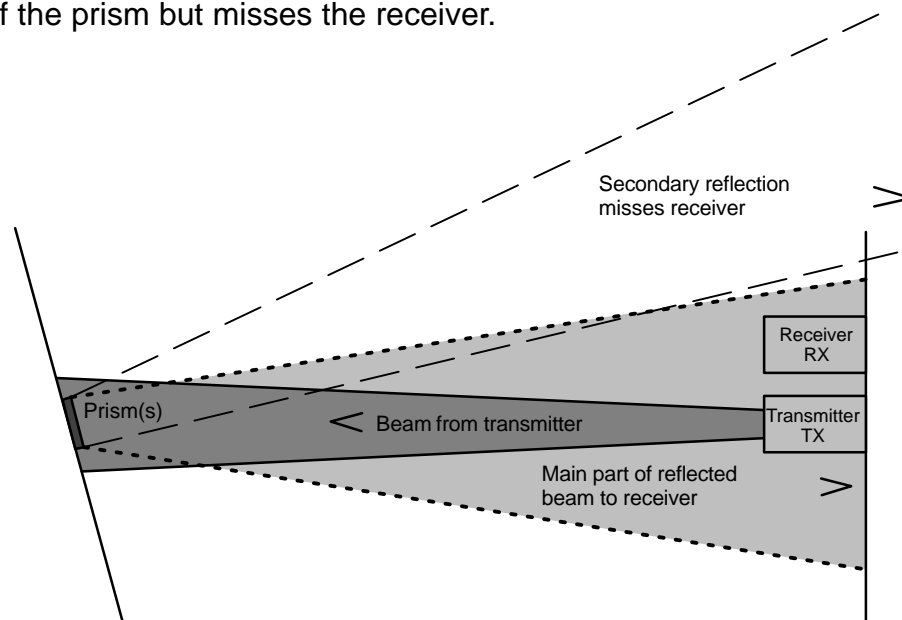 f the prism but misses the receiver.
Secondary reflection
misses receiver
Receiver
RX
Prism(s)
Beam from transmitter
Transmitter
TX
Main part of reflected
beam to receiver